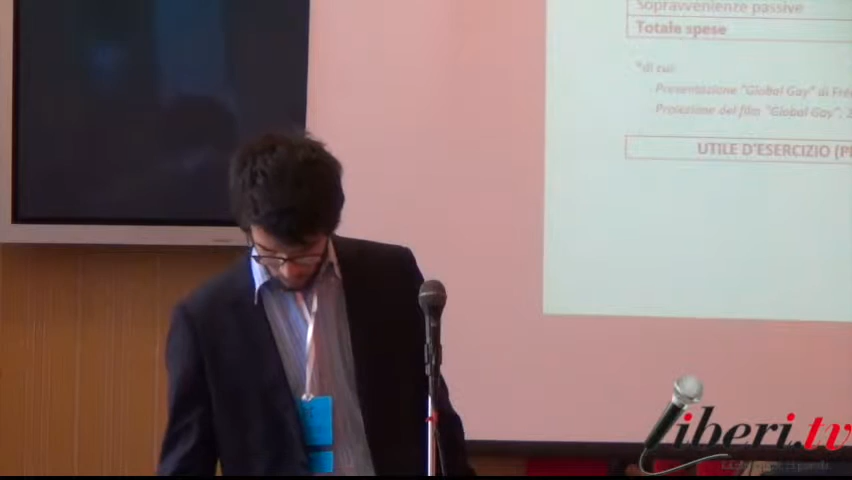 Sopravvenienze passive
Totale spese
*di cui
Presentazione "Global Gay" di Fré
Proiezione del film "Global Gay",
UTILE D'ESERCIZIO (P
Liberi.tv